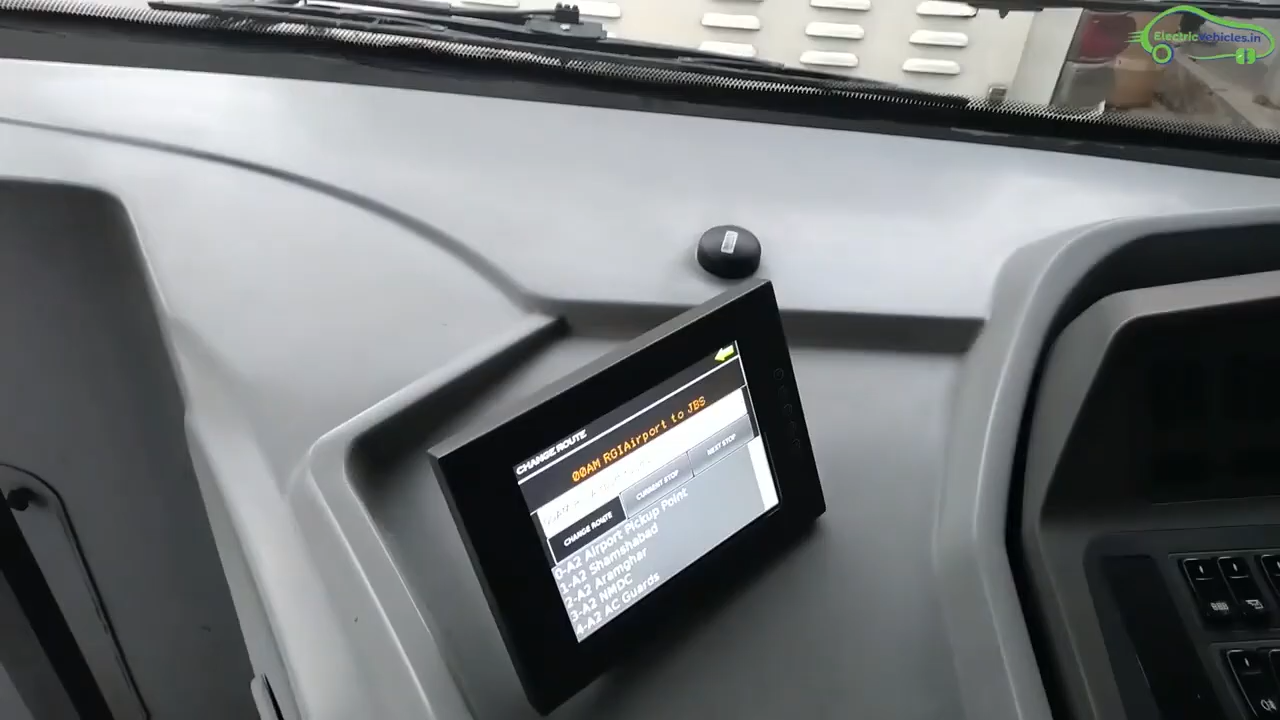 ElectricVehicles.in
CHANGE ROUTE
00AM RGIAirport to JBS
CHANGE ROUTE
CURRENT STOP
NEXT STOP
0-A2 Airport Pickup Point
1-A2 Shamshabad
2-A2 Aramghar
3-A2 NMDC
4-A2 AC Guards